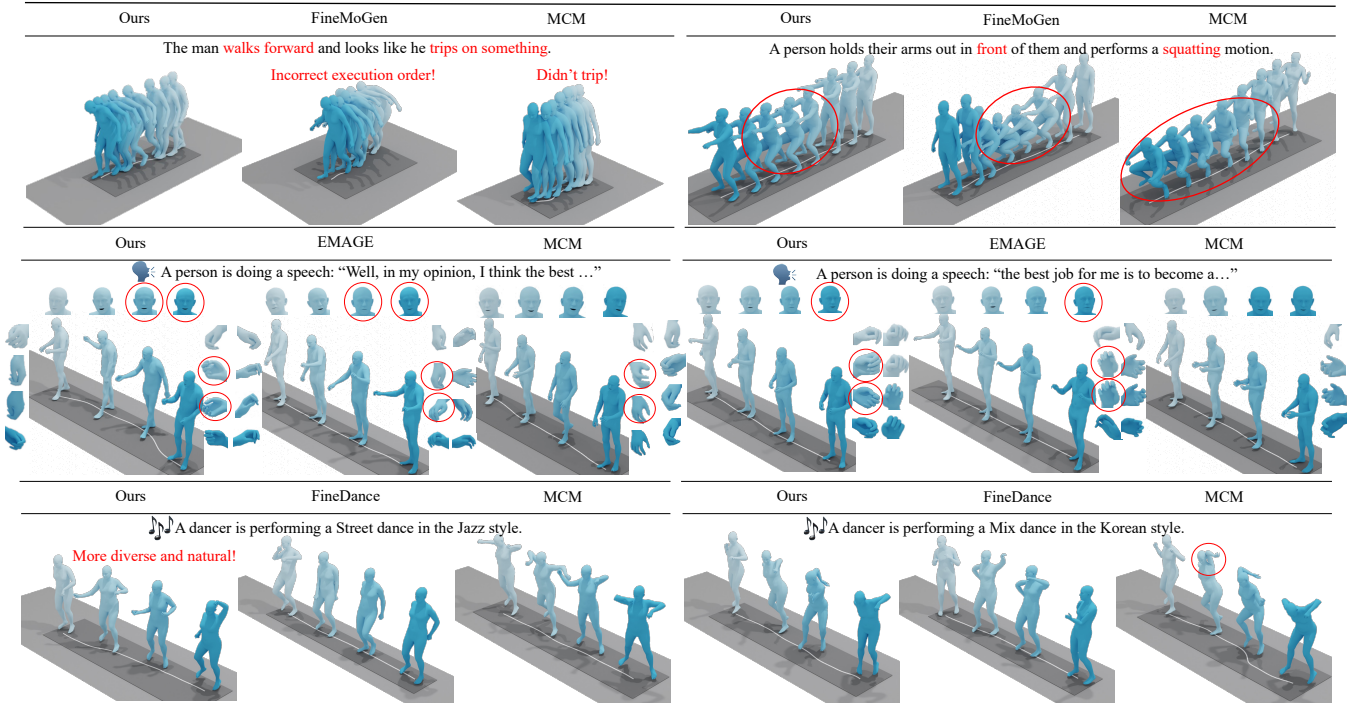 Ours FineMoGen MCM
The man walks forward and looks like he trips on something.
Incorrect execution order! Didn't trip!
Ours FineMoGen MCM
A person holds their arms out in front of them and performs a squatting motion.
Ours EMAGE MCM
A person is doing a speech: “Well, in my opinion, I think the best …”
Ours EMAGE MCM
A person is doing a speech: “the best job for me is to become a…”
Ours FineDance MCM
A dancer is performing a Street dance in the Jazz style.
More diverse and natural!
Ours FineDance MCM
A dancer is performing a Mix dance in the Korean style.